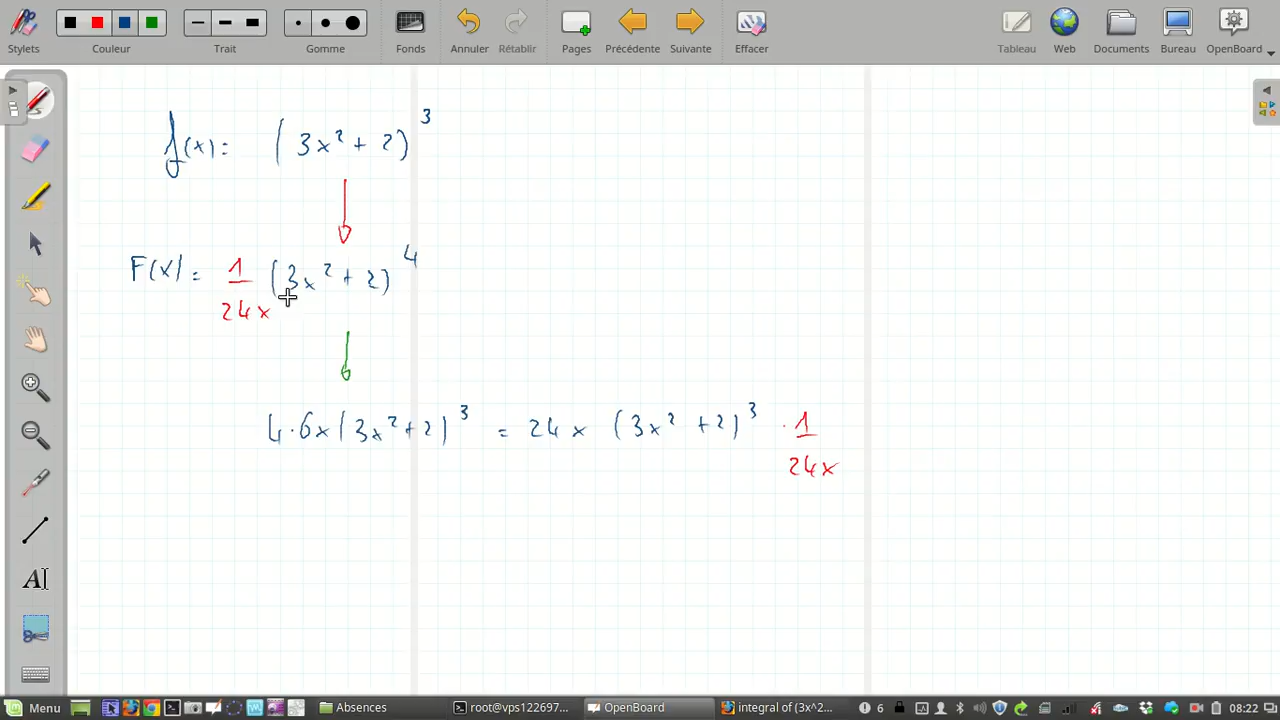 Stylets Couleur Trait Gomme Fonds Annuler Rétablir Pages Précédente Suivante Effacer Tableau Web Documents Bureau OpenBoard
f(x) = (3x² + 2)³
F(x) = 1/24x (3x² + 2)⁴
4·6x(3x²+2)³ = 24x (3x² +2)³ · 1/24x
Menu Absences root@vps122697... OpenBoard integral of (3x^2... 6 08:22